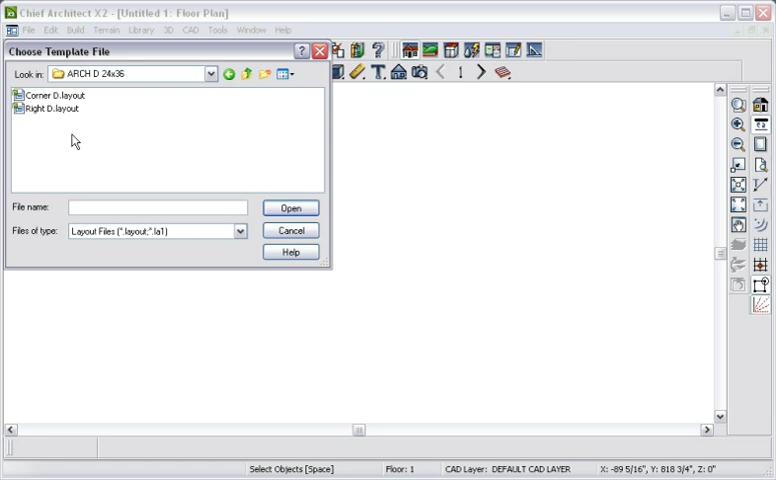 Chief Architect X2 - [Untitled 1: Floor Plan]
File Edit Build Terrain Library 3D CAD Tools Window Help
Choose Template File
Look in: ARCH D 24x36
Corner D.layout
Right D.layout
File name:
Open
Files of type: Layout Files (*.layout;*.la1)
Cancel
Help
1
Select Objects [Space] Floor: 1 CAD Layer: DEFAULT CAD LAYER X: -89 5/16", Y: 818 3/4", Z: 0"